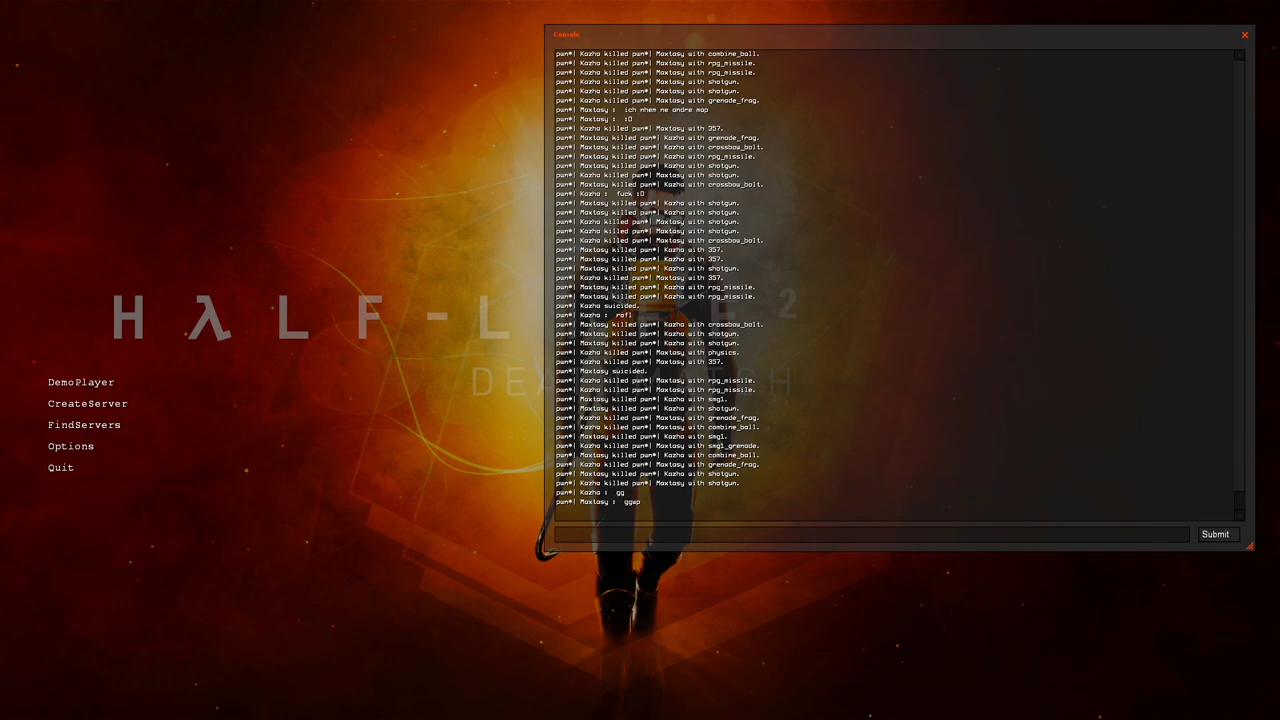 Console
pwn*| Kazha killed pwn*| Maxtasy with combine_ball.
pwn*| Kazha killed pwn*| Maxtasy with rpg_missile.
pwn*| Kazha killed pwn*| Maxtasy with rpg_missile.
pwn*| Kazha killed pwn*| Maxtasy with shotgun.
pwn*| Kazha killed pwn*| Maxtasy with shotgun.
pwn*| Kazha killed pwn*| Maxtasy with grenade_frag.
pwn*| Maxtasy :  ich nhem ne andre map
pwn*| Maxtasy :  :D
pwn*| Kazha killed pwn*| Maxtasy with 357.
pwn*| Maxtasy killed pwn*| Kazha with grenade_frag.
pwn*| Maxtasy killed pwn*| Kazha with crossbow_bolt.
pwn*| Maxtasy killed pwn*| Kazha with rpg_missile.
pwn*| Maxtasy killed pwn*| Kazha with shotgun.
pwn*| Kazha killed pwn*| Maxtasy with shotgun.
pwn*| Maxtasy killed pwn*| Kazha with crossbow_bolt.
pwn*| Kazha :  fuck :D
pwn*| Maxtasy killed pwn*| Kazha with shotgun.
pwn*| Maxtasy killed pwn*| Kazha with shotgun.
pwn*| Kazha killed pwn*| Maxtasy with shotgun.
pwn*| Maxtasy killed pwn*| Kazha with shotgun.
pwn*| Kazha killed pwn*| Maxtasy with crossbow_bolt.
pwn*| Maxtasy killed pwn*| Kazha with 357.
pwn*| Maxtasy killed pwn*| Kazha with 357.
pwn*| Maxtasy killed pwn*| Kazha with shotgun.
pwn*| Kazha killed pwn*| Maxtasy with 357.
pwn*| Maxtasy killed pwn*| Kazha with rpg_missile.
pwn*| Maxtasy killed pwn*| Kazha with rpg_missile.
pwn*| Kazha suicided.
pwn*| Kazha :  rofl
pwn*| Maxtasy killed pwn*| Kazha with crossbow_bolt.
pwn*| Maxtasy killed pwn*| Kazha with shotgun.
pwn*| Maxtasy killed pwn*| Kazha with shotgun.
pwn*| Kazha killed pwn*| Maxtasy with physics.
pwn*| Kazha killed pwn*| Maxtasy with 357.
pwn*| Maxtasy suicided.
pwn*| Kazha killed pwn*| Maxtasy with rpg_missile.
pwn*| Kazha killed pwn*| Maxtasy with rpg_missile.
pwn*| Maxtasy killed pwn*| Kazha with smg1.
pwn*| Maxtasy killed pwn*| Kazha with shotgun.
pwn*| Kazha killed pwn*| Maxtasy with grenade_frag.
pwn*| Maxtasy killed pwn*| Kazha with combine_ball.
pwn*| Maxtasy killed pwn*| Kazha with smg1.
pwn*| Kazha killed pwn*| Maxtasy with smg1_grenade.
pwn*| Maxtasy killed pwn*| Kazha with combine_ball.
pwn*| Kazha killed pwn*| Maxtasy with grenade_frag.
pwn*| Maxtasy killed pwn*| Kazha with shotgun.
pwn*| Kazha killed pwn*| Maxtasy with shotgun.
pwn*| Kazha :  gg
pwn*| Maxtasy :  ggwp
Submit
HλLF-LIFE²
DEATHMATCH
DemoPlayer
CreateServer
FindServers
Options
Quit